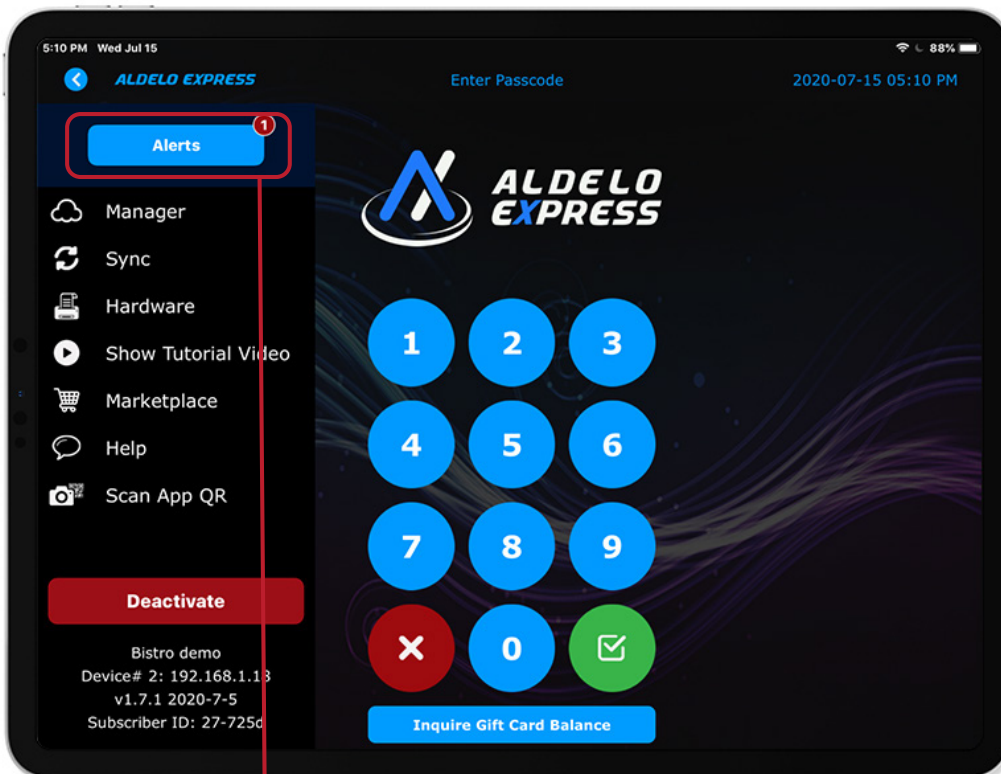 5:10 PM Wed Jul 15 88%
ALDELO EXPRESS Enter Passcode 2020-07-15 05:10 PM
Alerts 1
Manager
Sync
Hardware
Show Tutorial Video
Marketplace
Help
Scan App QR
Deactivate
Bistro demo
Device# 2: 192.168.1.13
v1.7.1 2020-7-5
Subscriber ID: 27-725d
ALDELO
EXPRESS
1 2 3
4 5 6
7 8 9
0
Inquire Gift Card Balance